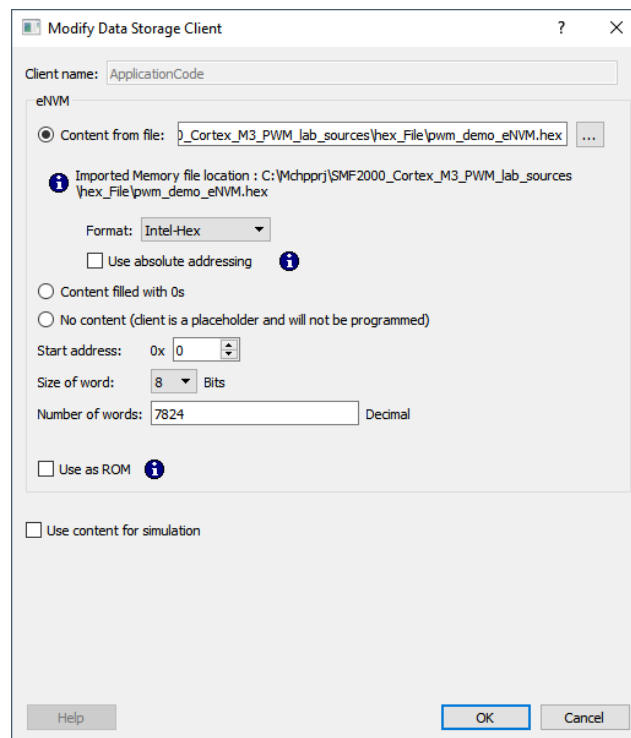 Modify Data Storage Client ? ×
Client name: ApplicationCode
eNVM
Content from file: )_Cortex_M3_PWM_lab_sources\hex_File\pwm_demo_eNVM.hex ...
Imported Memory file location : C:\Mchpprj\SMF2000_Cortex_M3_PWM_lab_sources
\hex_File\pwm_demo_eNVM.hex
Format: Intel-Hex
Use absolute addressing
Content filled with 0s
No content (client is a placeholder and will not be programmed)
Start address: 0x 0
Size of word: 8 Bits
Number of words: 7824 Decimal
Use as ROM
Use content for simulation
Help OK Cancel